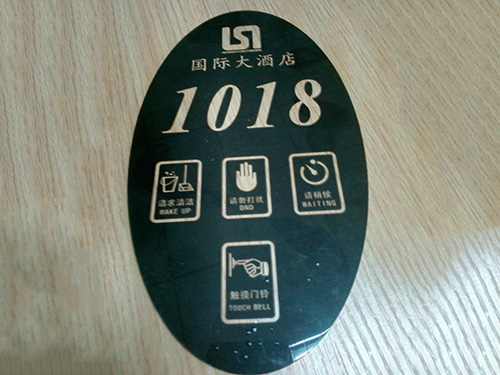 国际大酒店
1018
请求清洁
MAKE UP
请勿打扰
DND
请稍候
WAITING
触摸门铃
TOUCH BELL